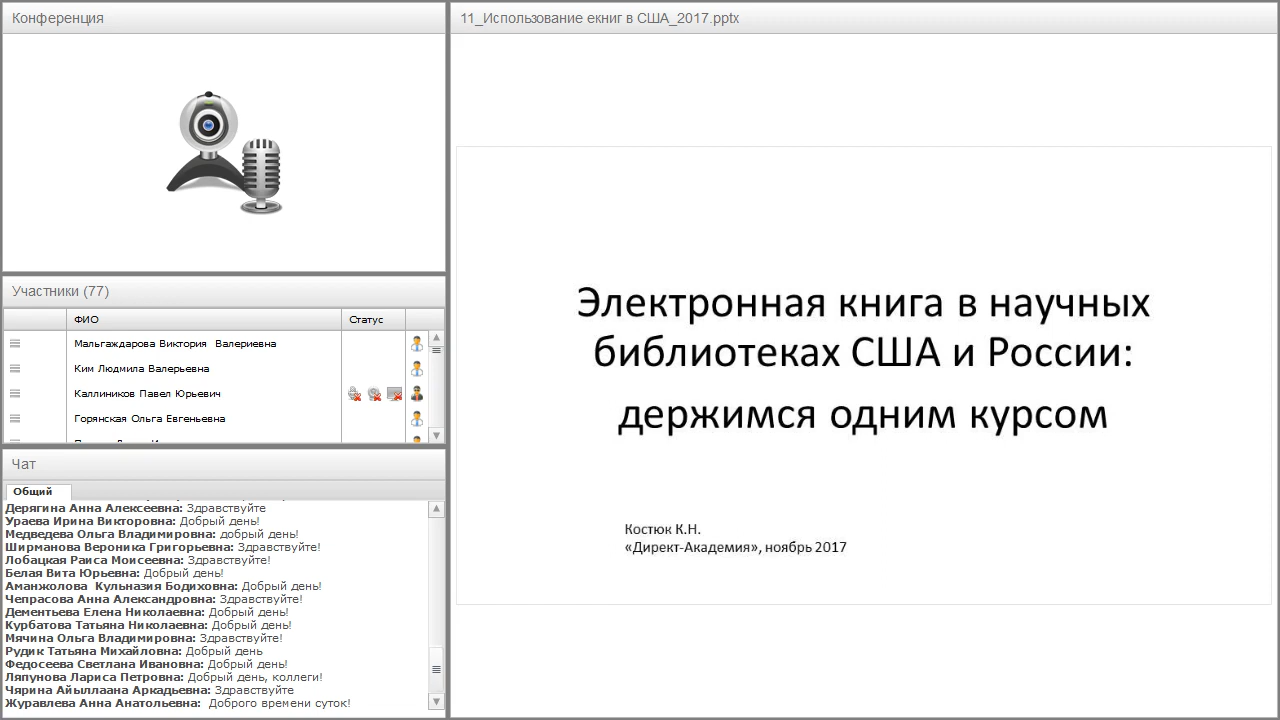 Конференция
Участники (77)
ФИО Статус
Мальгаждарова Виктория Валериевна
Ким Людмила Валерьевна
Каллиников Павел Юрьевич
Горянская Ольга Евгеньевна
Чат
Общий
Дерягина Анна Алексеевна: Здравствуйте
Ураева Ирина Викторовна: Добрый день!
Медведева Ольга Владимировна: добрый день!
Ширманова Вероника Григорьевна: Здравствуйте!
Лобацкая Раиса Моисеевна: Здравствуйте!
Белая Вита Юрьевна: Добрый день!
Аманжолова Кульназия Бодиховна: Добрый день!
Чепрасова Анна Александровна: Здравствуйте!
Дементьева Елена Николаевна: Добрый день!
Курбатова Татьяна Николаевна: Добрый день!
Мячина Ольга Владимировна: Здравствуйте!
Рудик Татьяна Михайловна: Добрый день
Федосеева Светлана Ивановна: Добрый день!
Ляпунова Лариса Петровна: Добрый день, коллеги!
Чярина Айыллаана Аркадьевна: Здравствуйте
Журавлева Анна Анатольевна: Доброго времени суток!
11_Использование екниг в США_2017.pptx
Электронная книга в научных
библиотеках США и России:
держимся одним курсом
Костюк К.Н.
«Директ-Академия», ноябрь 2017